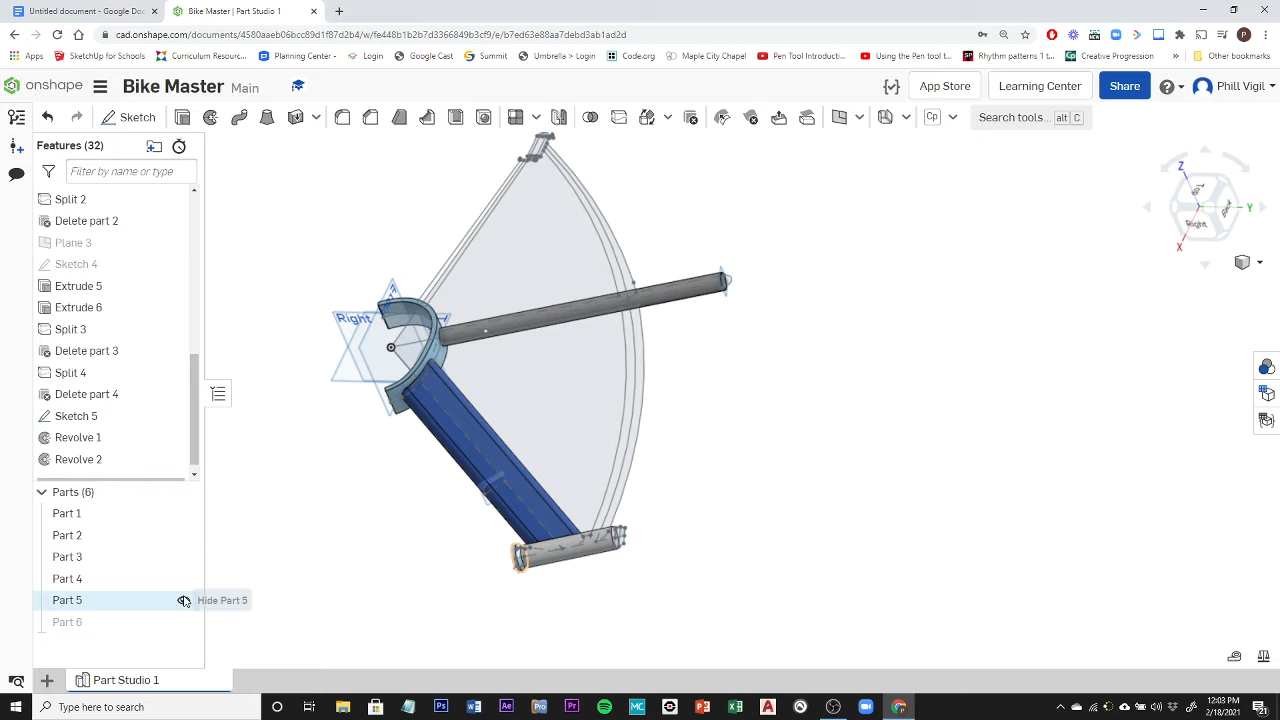 Untitled document - Google Doc
Bike Master | Part Studio 1
cad.onshape.com/documents/4580aaeb06bcc89d1f87d2b4/w/fe448b1b2b7d3366849b3cf9/e/b7ed63e88aa7debd3ab1ad2d
P
Apps
SketchUp for Schools
Curriculum Resour...
Planning Center
Google Cast
Summit
Umbrella > Login
Code.org
Maple City Chapel
Pen Tool Introducti...
Using the Pen tool t...
Rhythm patterns 1 t...
Creative Progression
»
Other bookmarks
onshape
Bike Master
Main
App Store
Learning Center
Share
Phill Vigil
Sketch
Cp
Search tools...
alt
C
Features (32)
Filter by name or type
Split 2
Delete part 2
Plane 3
Sketch 4
Extrude 5
Extrude 6
Split 3
Delete part 3
Split 4
Delete part 4
Sketch 5
Revolve 1
Revolve 2
Parts (6)
Part 1
Part 2
Part 3
Part 4
Part 5
Hide Part 5
Part 6
Right
Z
Top
Y
Back
Right
X
Part Studio 1
Type here to search
12:03 PM
2/18/2021